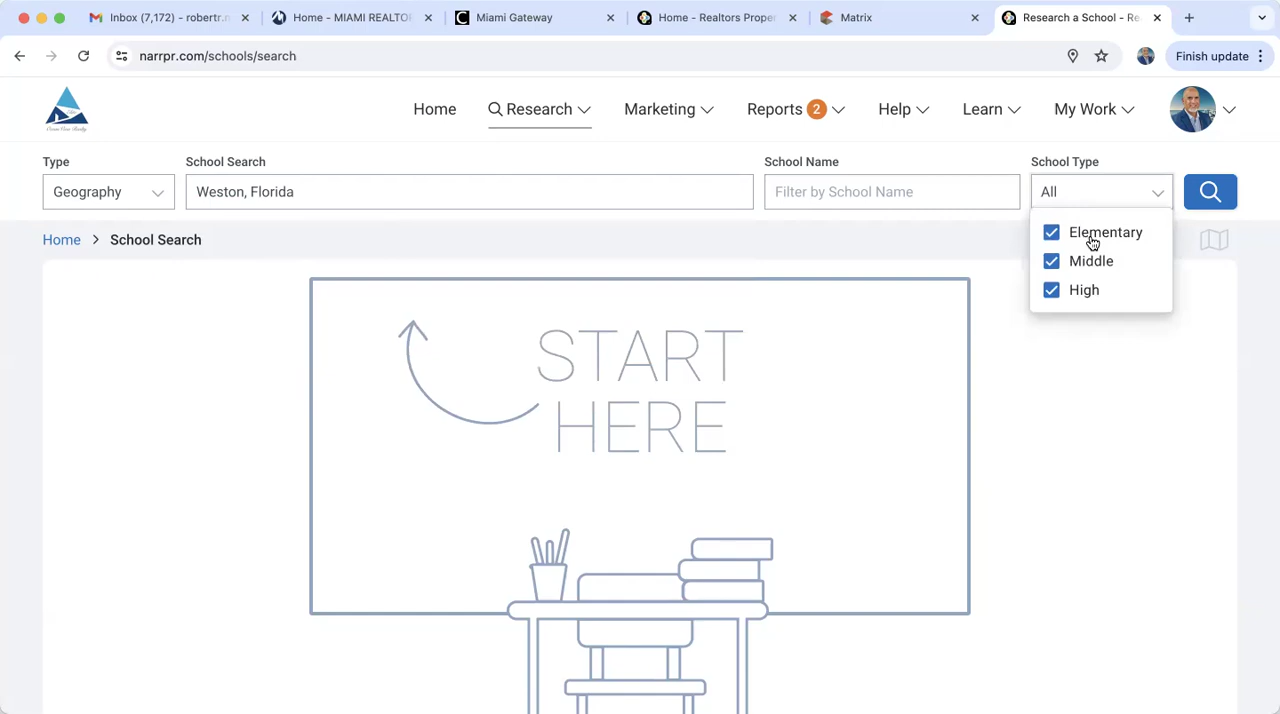 Inbox (7,172) - robertr.n
Home - MIAMI REALTO
Miami Gateway
Home - Realtors Proper
Matrix
Research a School - Re
narrpr.com/schools/search
Finish update
Home
Research
Marketing
Reports 2
Help
Learn
My Work
Type
School Search
School Name
School Type
Geography
Weston, Florida
Filter by School Name
All
Home > School Search
Elementary
Middle
High
START
HERE